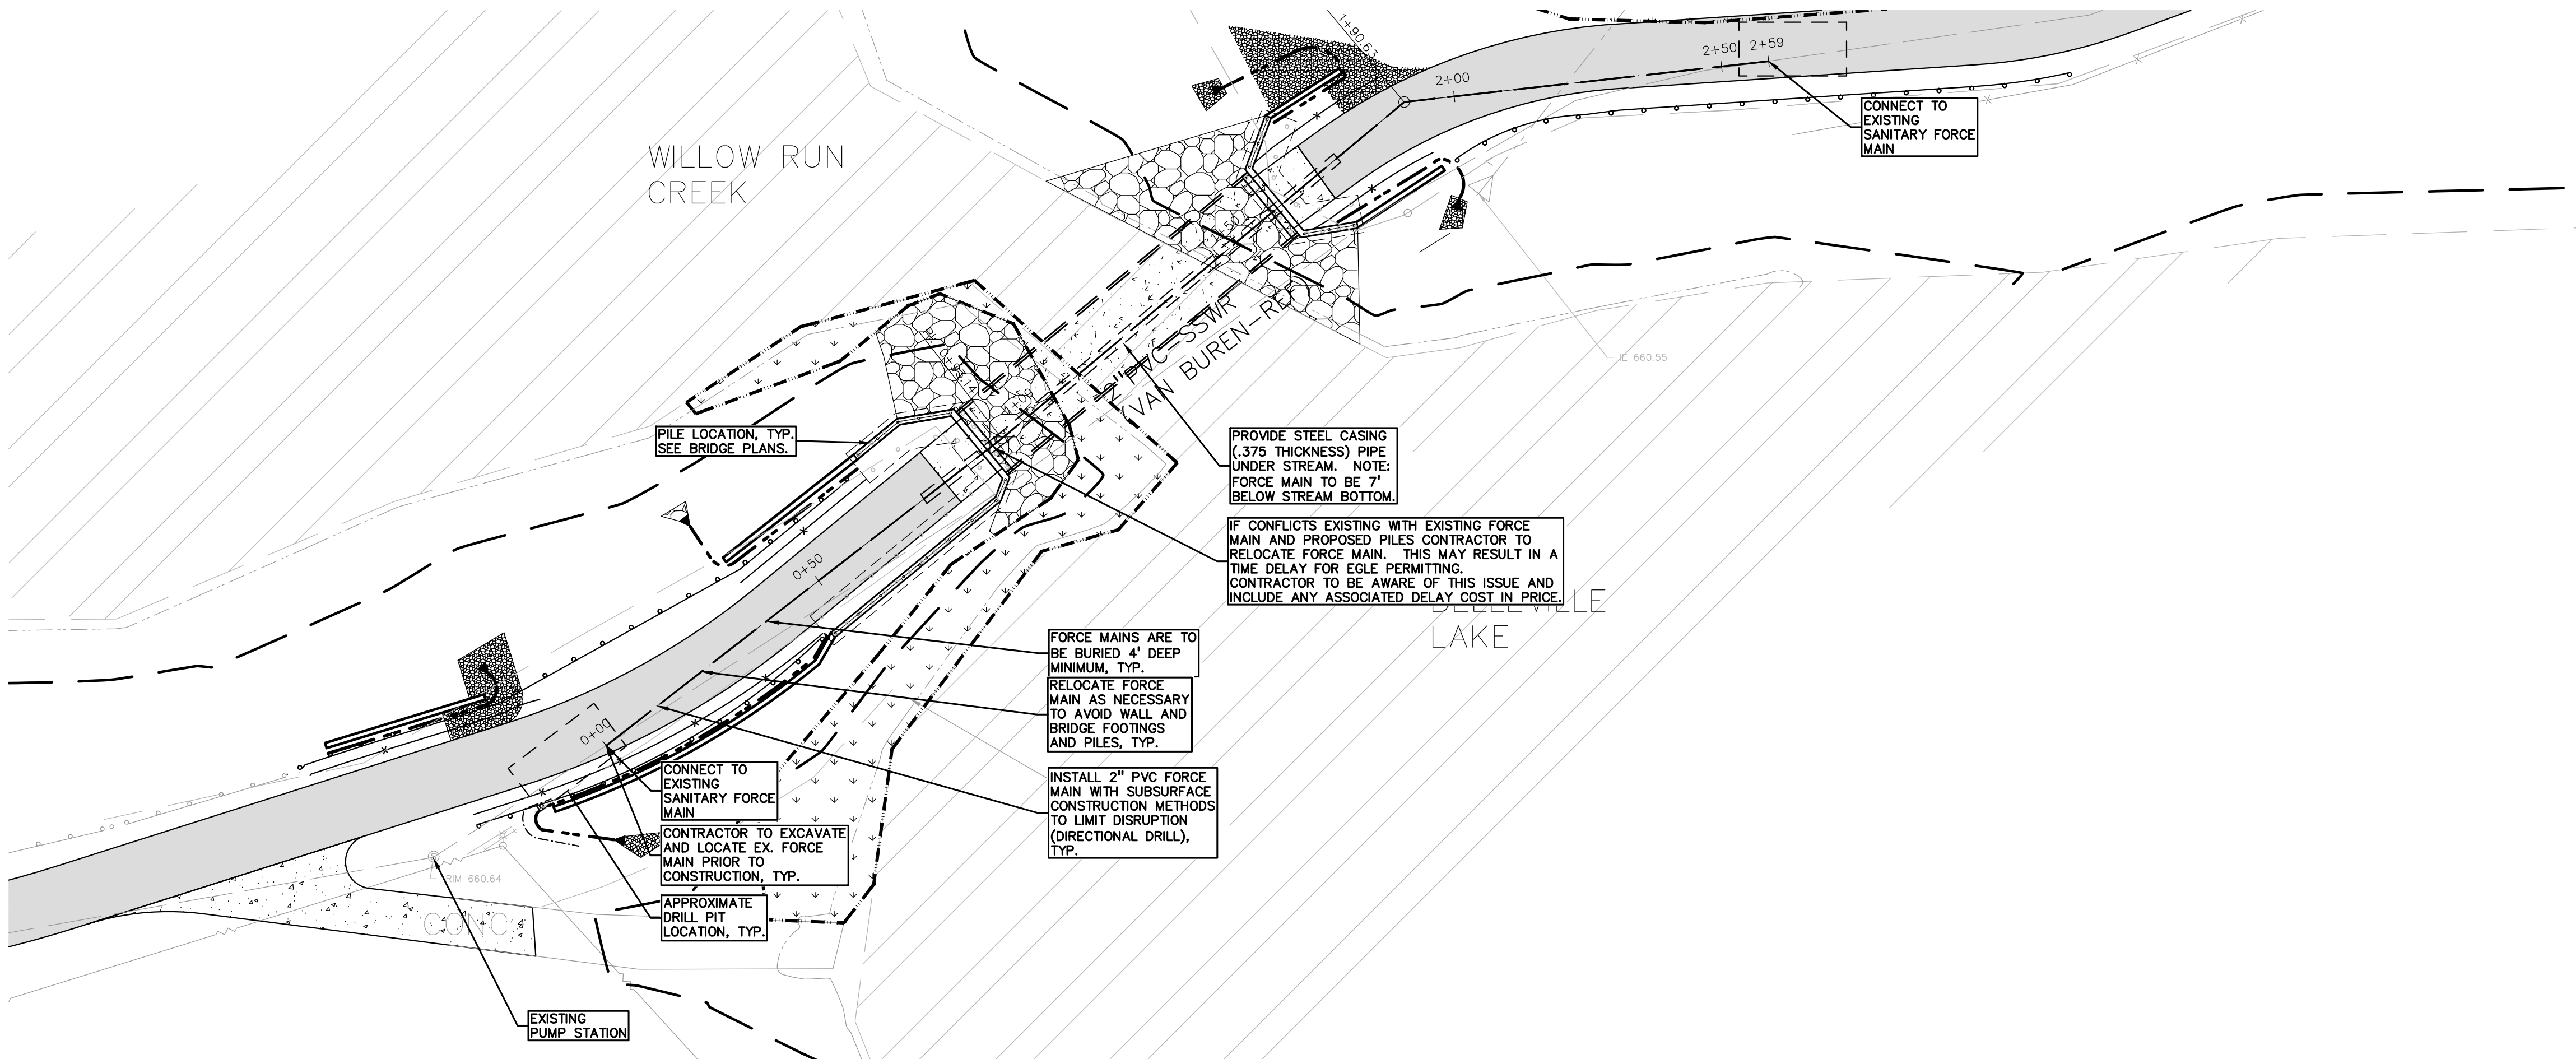 1+90.63
2+00
2+50
2+59
CONNECT TO
EXISTING
SANITARY FORCE
MAIN
WILLOW RUN
CREEK
2" PVC-SSWR
(VAN BUREN-REF
IE 660.55
PILE LOCATION, TYP.
SEE BRIDGE PLANS.
PROVIDE STEEL CASING
(.375 THICKNESS) PIPE
UNDER STREAM. NOTE:
FORCE MAIN TO BE 7'
BELOW STREAM BOTTOM.
IF CONFLICTS EXISTING WITH EXISTING FORCE
MAIN AND PROPOSED PILES CONTRACTOR TO
RELOCATE FORCE MAIN. THIS MAY RESULT IN A
TIME DELAY FOR EGLE PERMITTING.
CONTRACTOR TO BE AWARE OF THIS ISSUE AND
INCLUDE ANY ASSOCIATED DELAY COST IN PRICE.
BELLEVILLE
LAKE
0+50
FORCE MAINS ARE TO
BE BURIED 4' DEEP
MINIMUM, TYP.
RELOCATE FORCE
MAIN AS NECESSARY
TO AVOID WALL AND
BRIDGE FOOTINGS
AND PILES, TYP.
0+00
CONNECT TO
EXISTING
SANITARY FORCE
MAIN
INSTALL 2" PVC FORCE
MAIN WITH SUBSURFACE
CONSTRUCTION METHODS
TO LIMIT DISRUPTION
(DIRECTIONAL DRILL),
TYP.
CONTRACTOR TO EXCAVATE
AND LOCATE EX. FORCE
MAIN PRIOR TO
CONSTRUCTION, TYP.
RIM 660.64
APPROXIMATE
DRILL PIT
LOCATION, TYP.
CONC
EXISTING
PUMP STATION